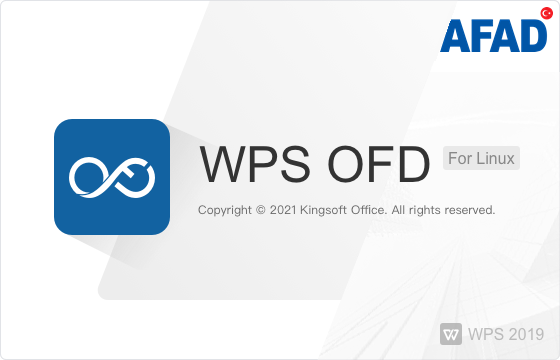 AFAD
WPS OFD For Linux
Copyright © 2021 Kingsoft Office. All rights reserved.
WPS 2019